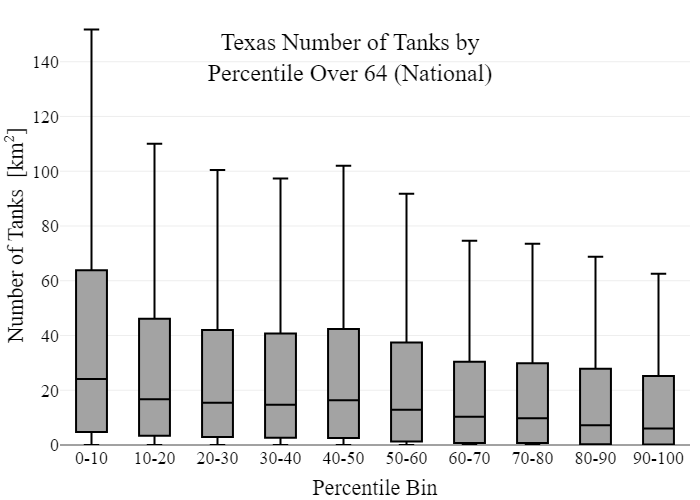 Texas Number of Tanks by
Percentile Over 64 (National)
Number of Tanks [km²]
140
120
100
80
60
40
20
0
0-10 10-20 20-30 30-40 40-50 50-60 60-70 70-80 80-90 90-100
Percentile Bin